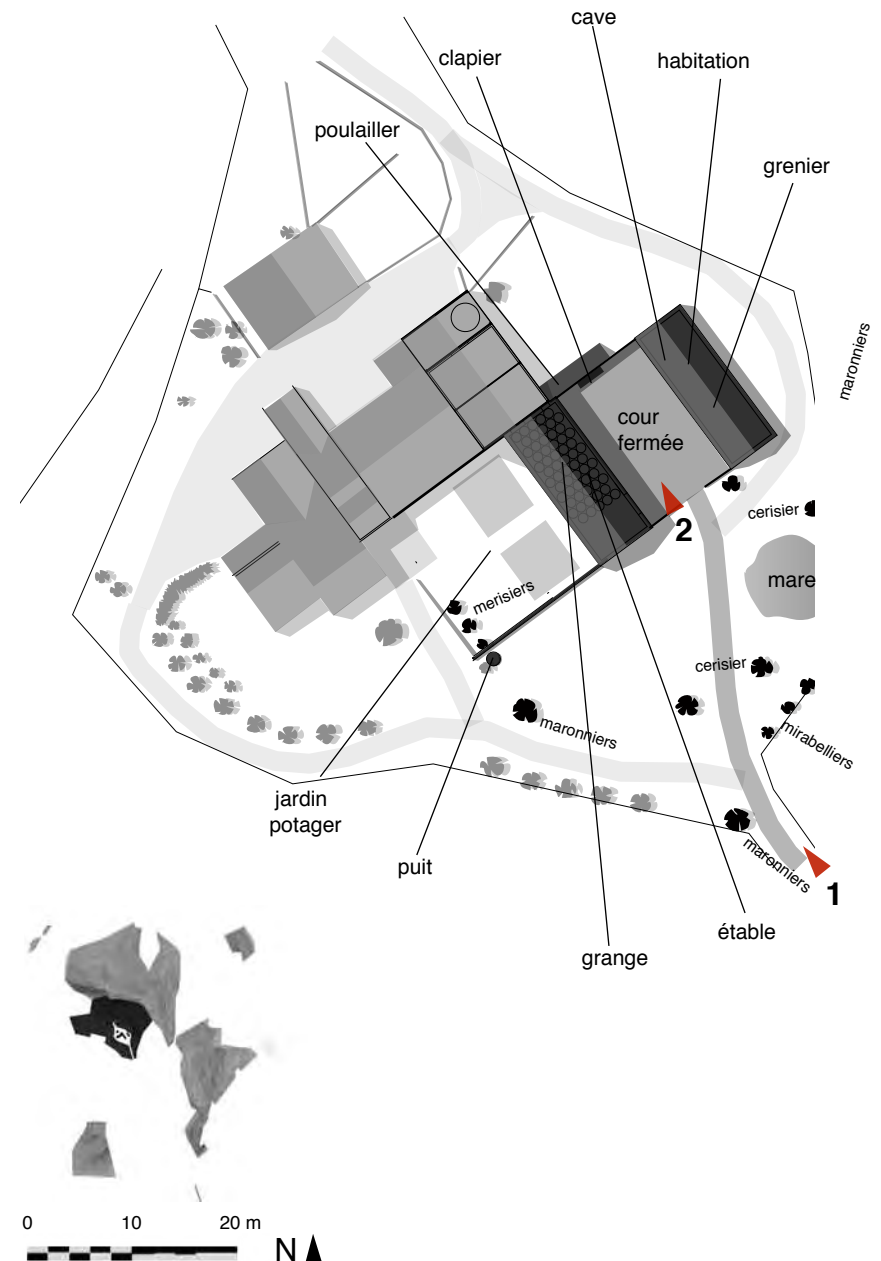 cave
clapier
habitation
poulailler
grenier
maronniers
cour
fermée
2
cerisier
mare
merisiers
cerisier
maronniers
mirabelliers
jardin
potager
maronniers
puit
1
étable
grange
0 10 20 m
N